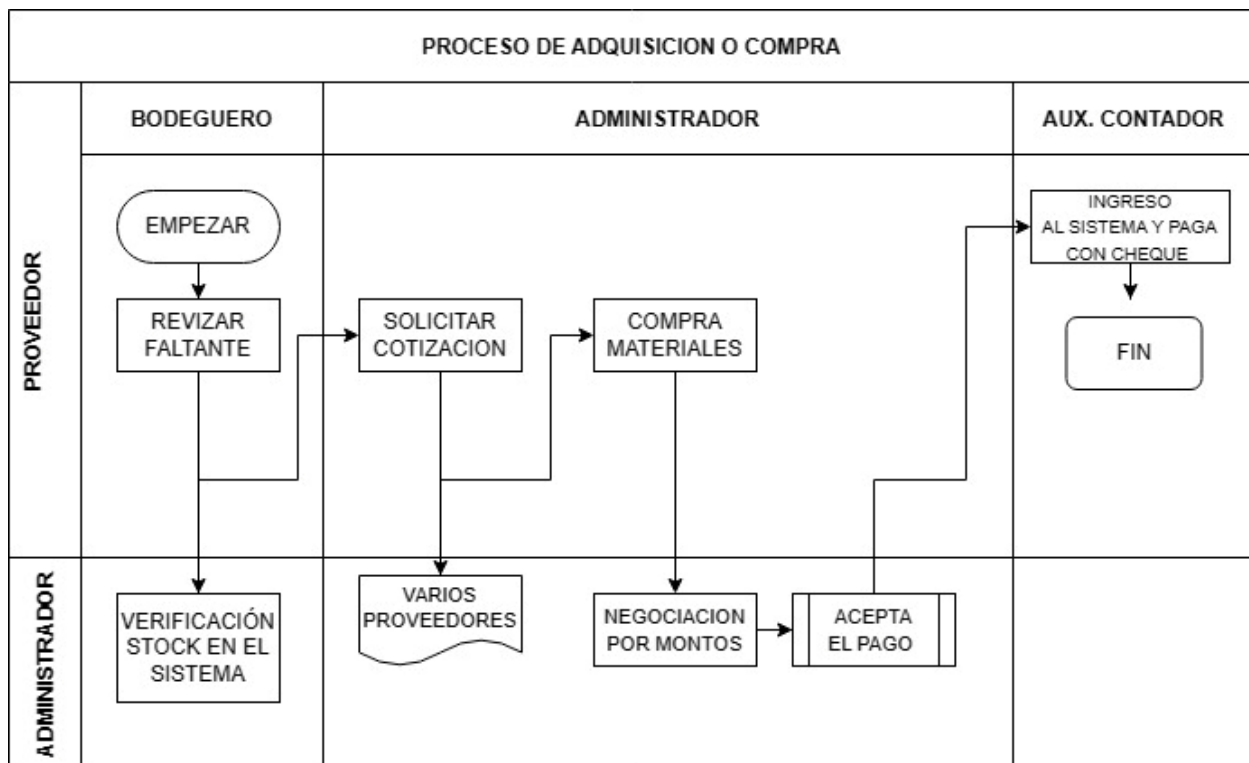 PROCESO DE ADQUISICION O COMPRA
BODEGUERO
ADMINISTRADOR
AUX. CONTADOR
PROVEEDOR
EMPEZAR
REVIZAR
FALTANTE
SOLICITAR
COTIZACION
COMPRA
MATERIALES
INGRESO
AL SISTEMA Y PAGA
CON CHEQUE
FIN
ADMINISTRADOR
VERIFICACIÓN
STOCK EN EL
SISTEMA
VARIOS
PROVEEDORES
NEGOCIACION
POR MONTOS
ACEPTA
EL PAGO